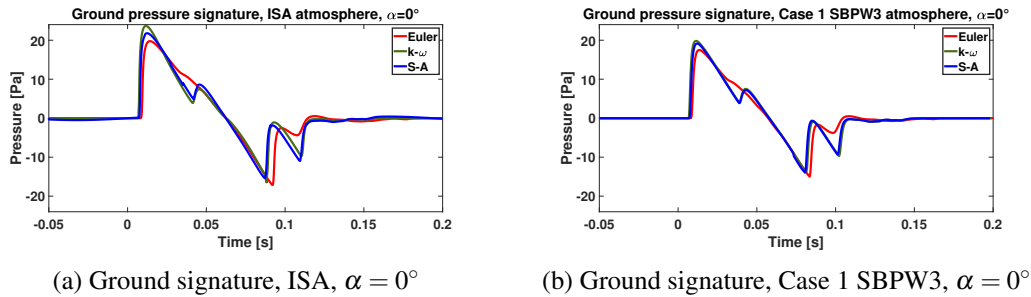 Ground pressure signature, ISA atmosphere, α=0°
Pressure [Pa]
20
10
0
-10
-20
Euler
k-ω
S-A
-0.05
0
0.05
0.1
0.15
0.2
Time [s]
(a) Ground signature, ISA, α = 0°
Ground pressure signature, Case 1 SBPW3 atmosphere, α=0°
Pressure [Pa]
20
10
0
-10
-20
Euler
k-ω
S-A
-0.05
0
0.05
0.1
0.15
0.2
Time [s]
(b) Ground signature, Case 1 SBPW3, α = 0°